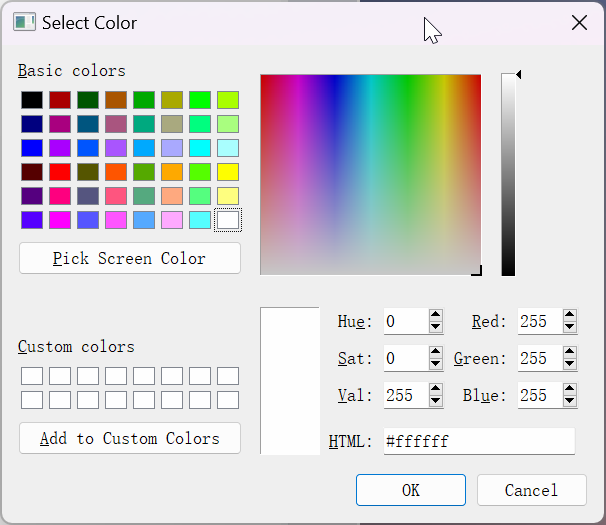 Select Color
Basic colors
Pick Screen Color
Custom colors
Add to Custom Colors
Hue: 0
Red: 255
Sat: 0
Green: 255
Val: 255
Blue: 255
HTML: #ffffff
OK
Cancel